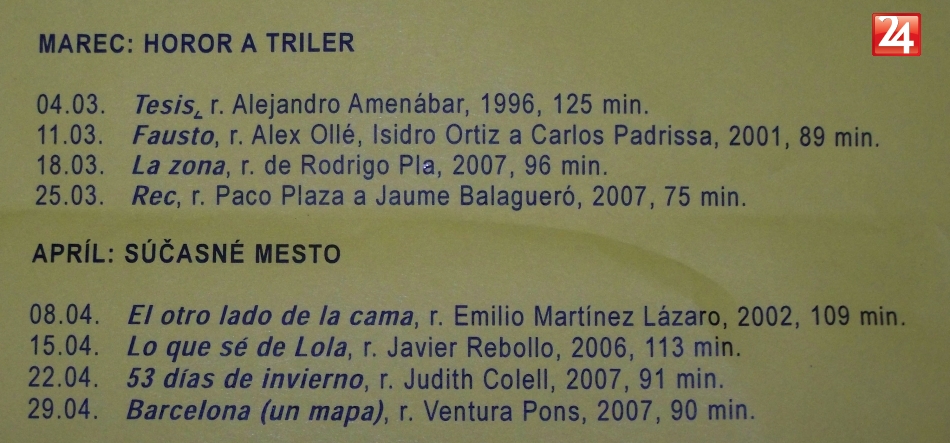 24
MAREC: HOROR A TRILER
04.03. Tesis, r. Alejandro Amenábar, 1996, 125 min.
11.03. Fausto, r. Alex Ollé, Isidro Ortiz a Carlos Padrissa, 2001, 89 min.
18.03. La zona, r. de Rodrigo Pla, 2007, 96 min.
25.03. Rec, r. Paco Plaza a Jaume Balagueró, 2007, 75 min.
APRÍL: SÚČASNÉ MESTO
08.04. El otro lado de la cama, r. Emilio Martínez Lázaro, 2002, 109 min.
15.04. Lo que sé de Lola, r. Javier Rebollo, 2006, 113 min.
22.04. 53 días de invierno, r. Judith Colell, 2007, 91 min.
29.04. Barcelona (un mapa), r. Ventura Pons, 2007, 90 min.